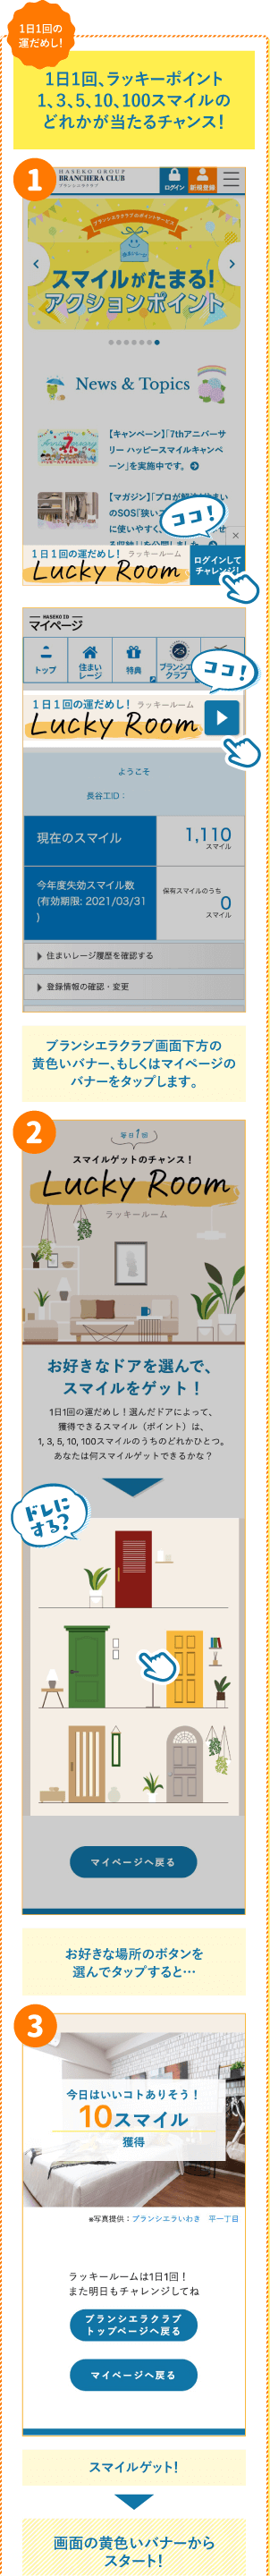 1日1回の
運だめし!
1日1回、ラッキーポイント
1、3、5、10、100スマイルの
どれかが当たるチャンス!
1
HASEKO GROUP
BRANCHERA CLUB
ブランシエラクラブ
ログイン
新規登録
ブランシエラクラブのポイントサービス
スマイルがたまる!
アクションポイント
News & Topics
【キャンペーン】「7thアニバーサ
リー ハッピースマイルキャンペ
ーン」を実施中です。
【マガジン】「プロが解決!住まい
のSOS「狭い
に使いやすく、
ココ!
1日1回の運だめし! ラッキールーム
Lucky Room
ログインして
チャレンジ!
HASEKO ID
マイページ
トップ
住まい
レージ
特典
ブランシエラ
クラブ
ココ!
1日1回の運だめし! ラッキールーム
Lucky Room
ようこそ
長谷工ID:
現在のスマイル
1,110
スマイル
今年度失効スマイル数
(有効期限: 2021/03/31
)
保有スマイルのうち
0
スマイル
住まいレージ履歴を確認する
登録情報の確認・変更
ブランシエラクラブ画面下方の
黄色いバナー、もしくはマイページの
バナーをタップします。
2
毎日1回
スマイルゲットのチャンス!
Lucky Room
ラッキールーム
お好きなドアを選んで、
スマイルをゲット!
1日1回の運だめし!選んだドアによって、
獲得できるスマイル(ポイント)は、
1, 3, 5, 10, 100スマイルのうちのどれかひとつ。
あなたは何スマイルゲットできるかな?
ドレに
する?
マイページへ戻る
お好きな場所のボタンを
選んでタップすると…
3
今日はいいコトありそう!
10スマイル
獲得
※写真提供:ブランシエラいわき 平一丁目
ラッキールームは1日1回!
また明日もチャレンジしてね
ブランシエラクラブ
トップページへ戻る
マイページへ戻る
スマイルゲット!
画面の黄色いバナーから
スタート!